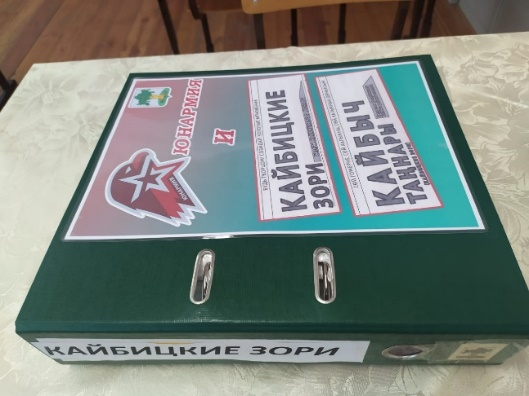 ЮНАРМИЯ
И
КАЙБИЦКИЕ
ЗОРИ
КАЙБЫЧ
ТАҢНАРЫ
КАЙБИЦКИЕ ЗОРИ